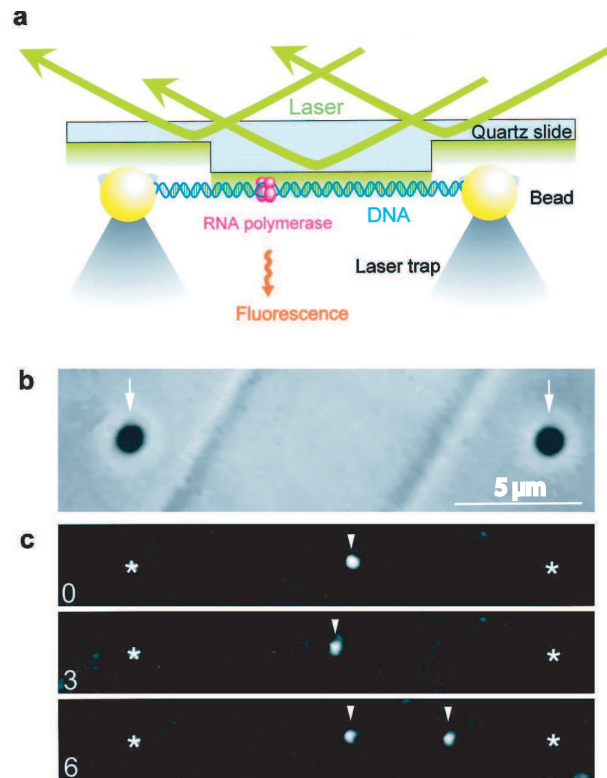 a
Laser
Quartz slide
Bead
RNA polymerase
DNA
Laser trap
Fluorescence
b
5 µm
c
* *
0
* *
3
* *
6